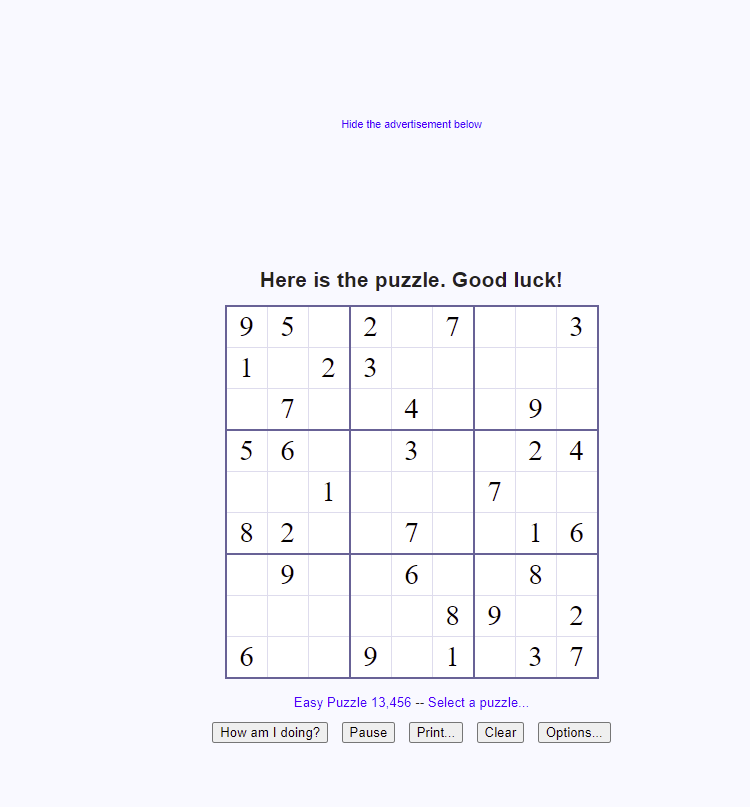 Hide the advertisement below
Here is the puzzle. Good luck!
9 5 2 7 3
1 2 3
7 4 9
5 6 3 2 4
1 7
8 2 7 1 6
9 6 8
8 9 2
6 9 1 3 7
Easy Puzzle 13,456 -- Select a puzzle...
How am I doing? Pause Print... Clear Options...